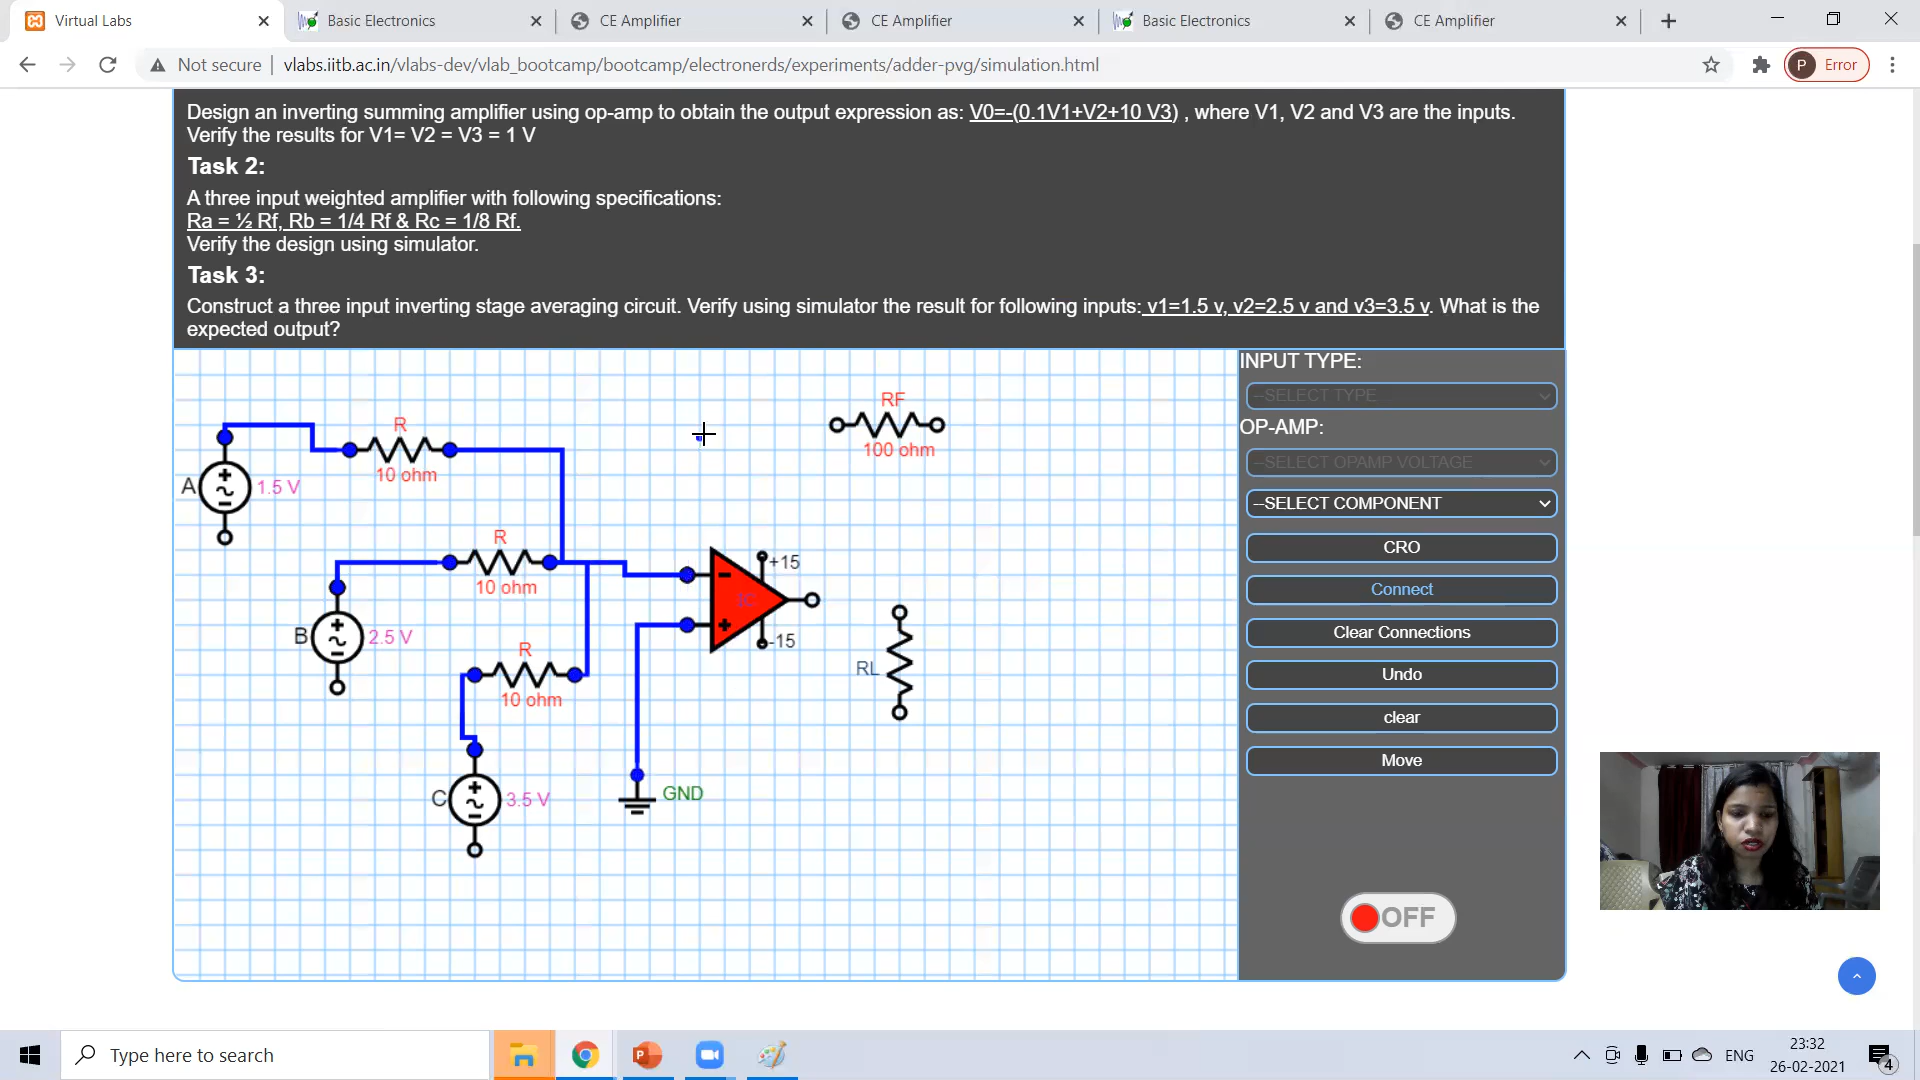 Virtual Labs
Basic Electronics
CE Amplifier
CE Amplifier
Basic Electronics
CE Amplifier
Not secure
vlabs.iitb.ac.in/vlabs-dev/vlab_bootcamp/bootcamp/electronerds/experiments/adder-pvg/simulation.html
P Error
Design an inverting summing amplifier using op-amp to obtain the output expression as: V0=-(0.1V1+V2+10 V3) , where V1, V2 and V3 are the inputs.
Verify the results for V1= V2 = V3 = 1 V
Task 2:
A three input weighted amplifier with following specifications:
Ra = ½ Rf, Rb = 1/4 Rf & Rc = 1/8 Rf.
Verify the design using simulator.
Task 3:
Construct a three input inverting stage averaging circuit. Verify using simulator the result for following inputs: v1=1.5 v, v2=2.5 v and v3=3.5 v. What is the
expected output?
R
10 ohm
A
1.5 V
R
10 ohm
B
2.5 V
R
10 ohm
C
3.5 V
GND
IC
+15
-15
RF
100 ohm
RL
INPUT TYPE:
--SELECT TYPE
OP-AMP:
--SELECT OPAMP VOLTAGE
--SELECT COMPONENT
CRO
Connect
Clear Connections
Undo
clear
Move
OFF
Type here to search
ENG
23:32
26-02-2021
4